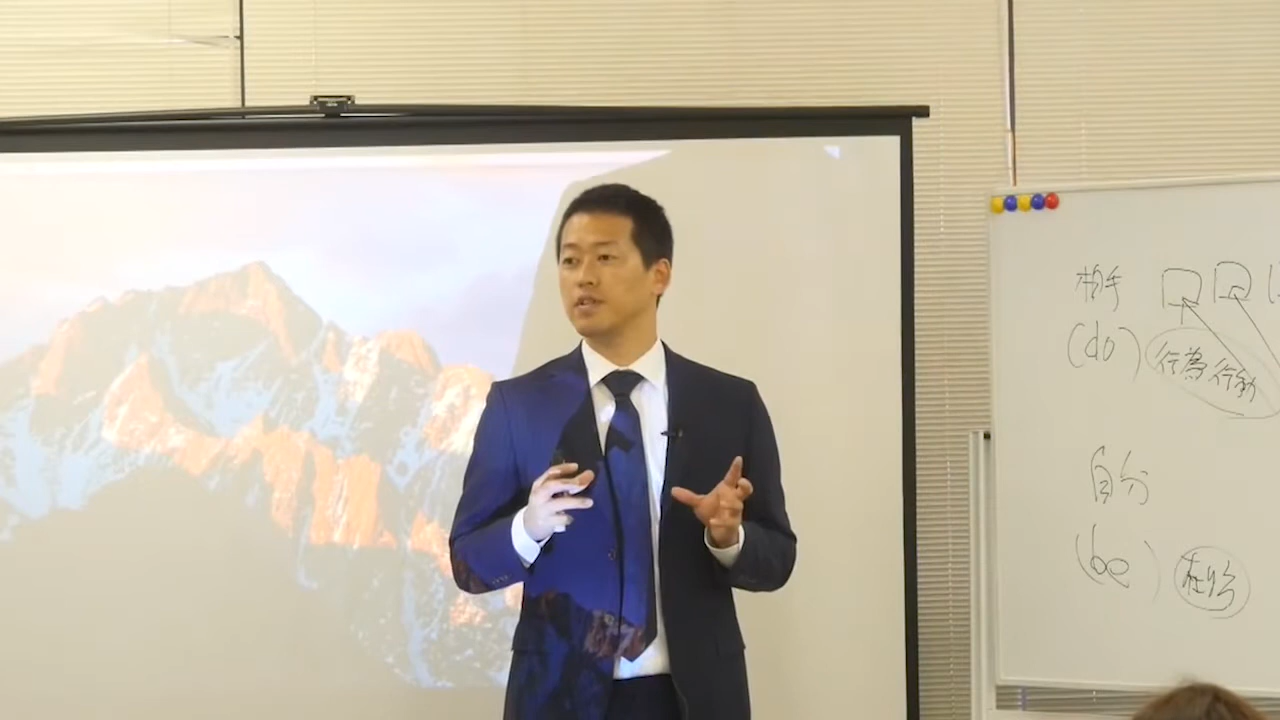 相手
(do) 行為 行動
自分
(be) 在り方